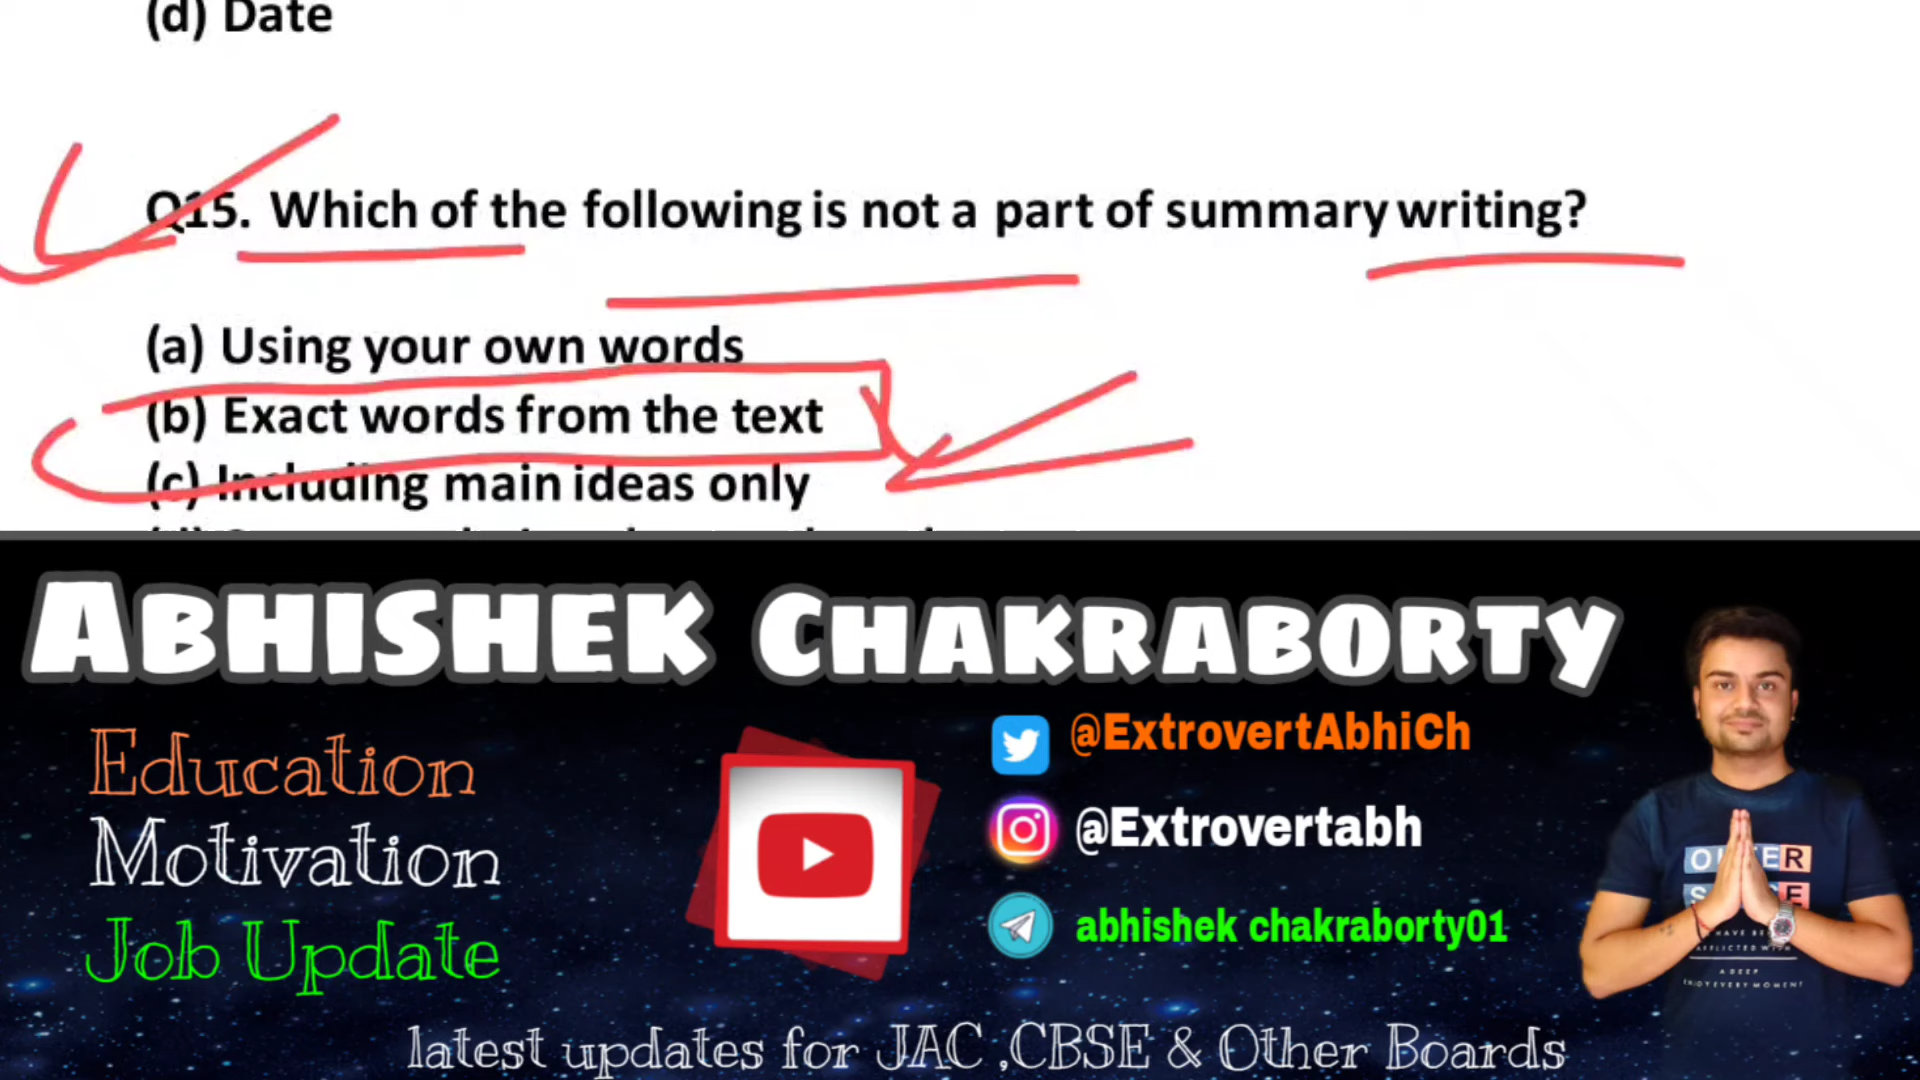 (d) Date
Q15. Which of the following is not a part of summary writing?
(a) Using your own words
(b) Exact words from the text
(c) Including main ideas only
ABHISHEK CHAKRABORTY
Education
Motivation
Job Update
@ExtrovertAbhiCh
@Extrovertabh
abhishek chakraborty01
A DEEP
latest updates for JAC ,CBSE & Other Boards